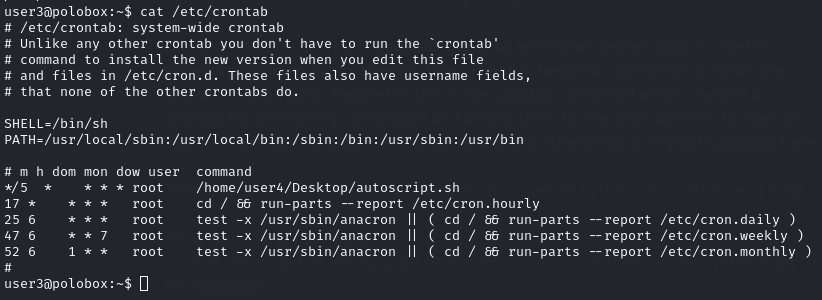 user3@polobox:~$ cat /etc/crontab
# /etc/crontab: system-wide crontab
# Unlike any other crontab you don't have to run the `crontab'
# command to install the new version when you edit this file
# and files in /etc/cron.d. These files also have username fields,
# that none of the other crontabs do.

SHELL=/bin/sh
PATH=/usr/local/sbin:/usr/local/bin:/sbin:/bin:/usr/sbin:/usr/bin

# m h dom mon dow user  command
*/5  *    * * * root    /home/user4/Desktop/autoscript.sh
17 *    * * *   root    cd / && run-parts --report /etc/cron.hourly
25 6    * * *   root    test -x /usr/sbin/anacron || ( cd / && run-parts --report /etc/cron.daily )
47 6    * * 7   root    test -x /usr/sbin/anacron || ( cd / && run-parts --report /etc/cron.weekly )
52 6    1 * *   root    test -x /usr/sbin/anacron || ( cd / && run-parts --report /etc/cron.monthly )
#
user3@polobox:~$